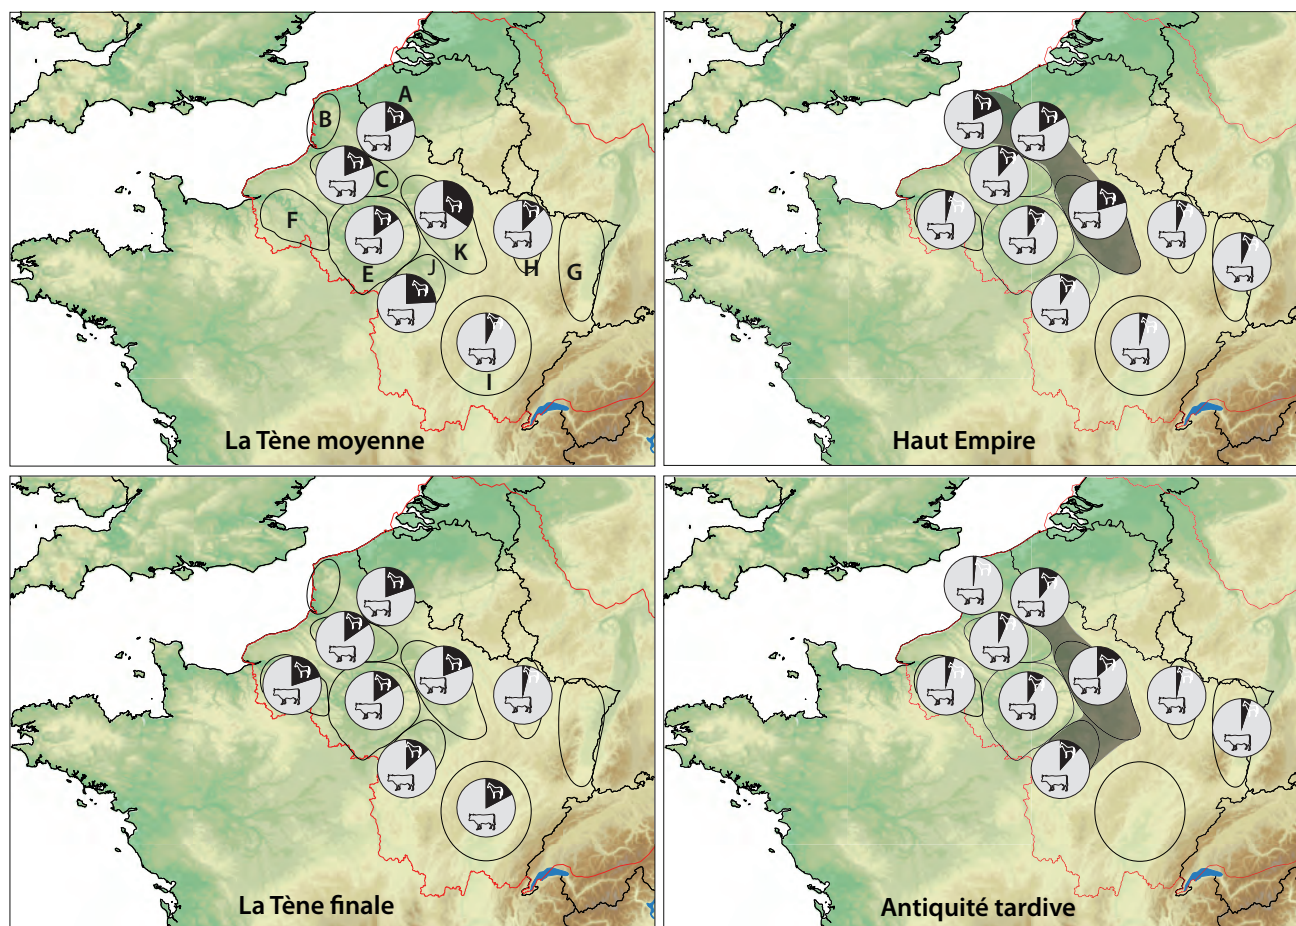 A
B
C
F
K
E
J
H
G
I
La Tène moyenne
Haut Empire
La Tène finale
Antiquité tardive